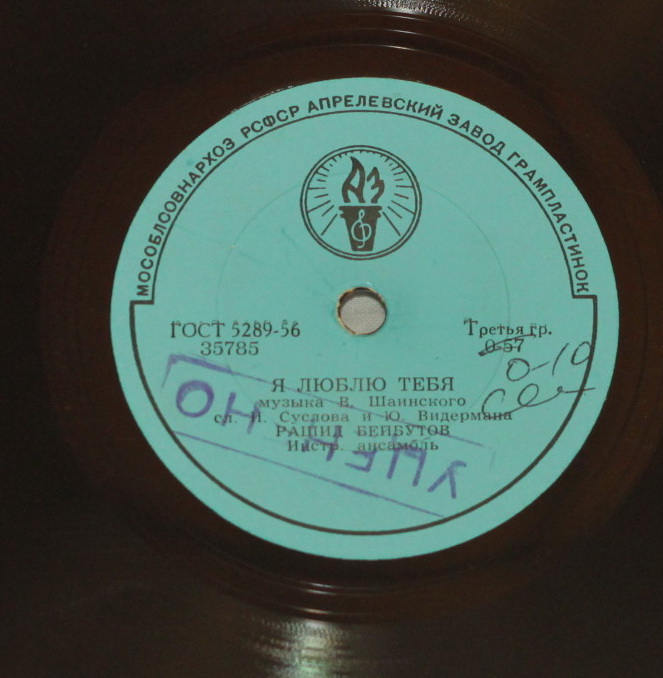 МОСОБЛСОВНАРХОЗ РСФСР АПРЕЛЕВСКИЙ ЗАВОД ГРАМПЛАСТИНОК
АЗ
ГОСТ 5289-56
35785
Третья гр.
0-57
0-10
Я ЛЮБЛЮ ТЕБЯ
музыка В. Шаинского
сл. И. Суслова и Ю. Видермана
РАШИД БЕЙБУТОВ
Инстр. ансамбль